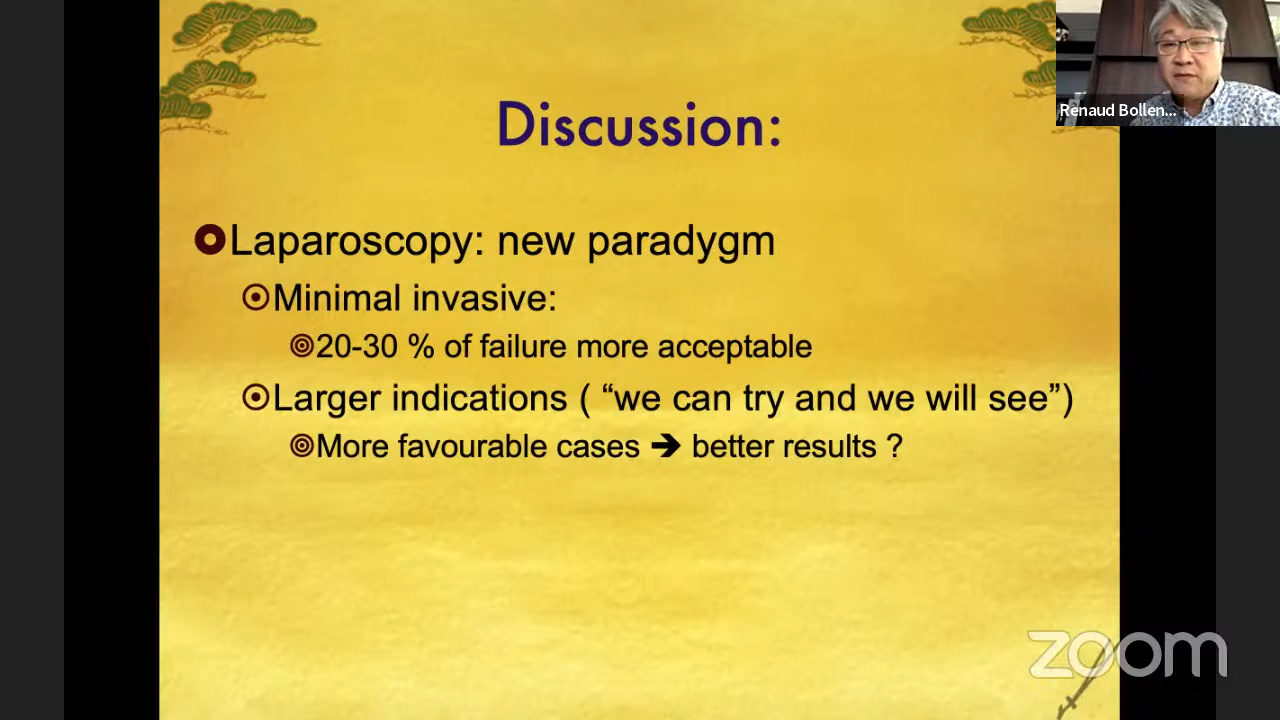 Discussion:
Renaud Bollen...
Laparoscopy: new paradygm
Minimal invasive:
20-30 % of failure more acceptable
Larger indications ( “we can try and we will see”)
More favourable cases ➔ better results ?
zoom